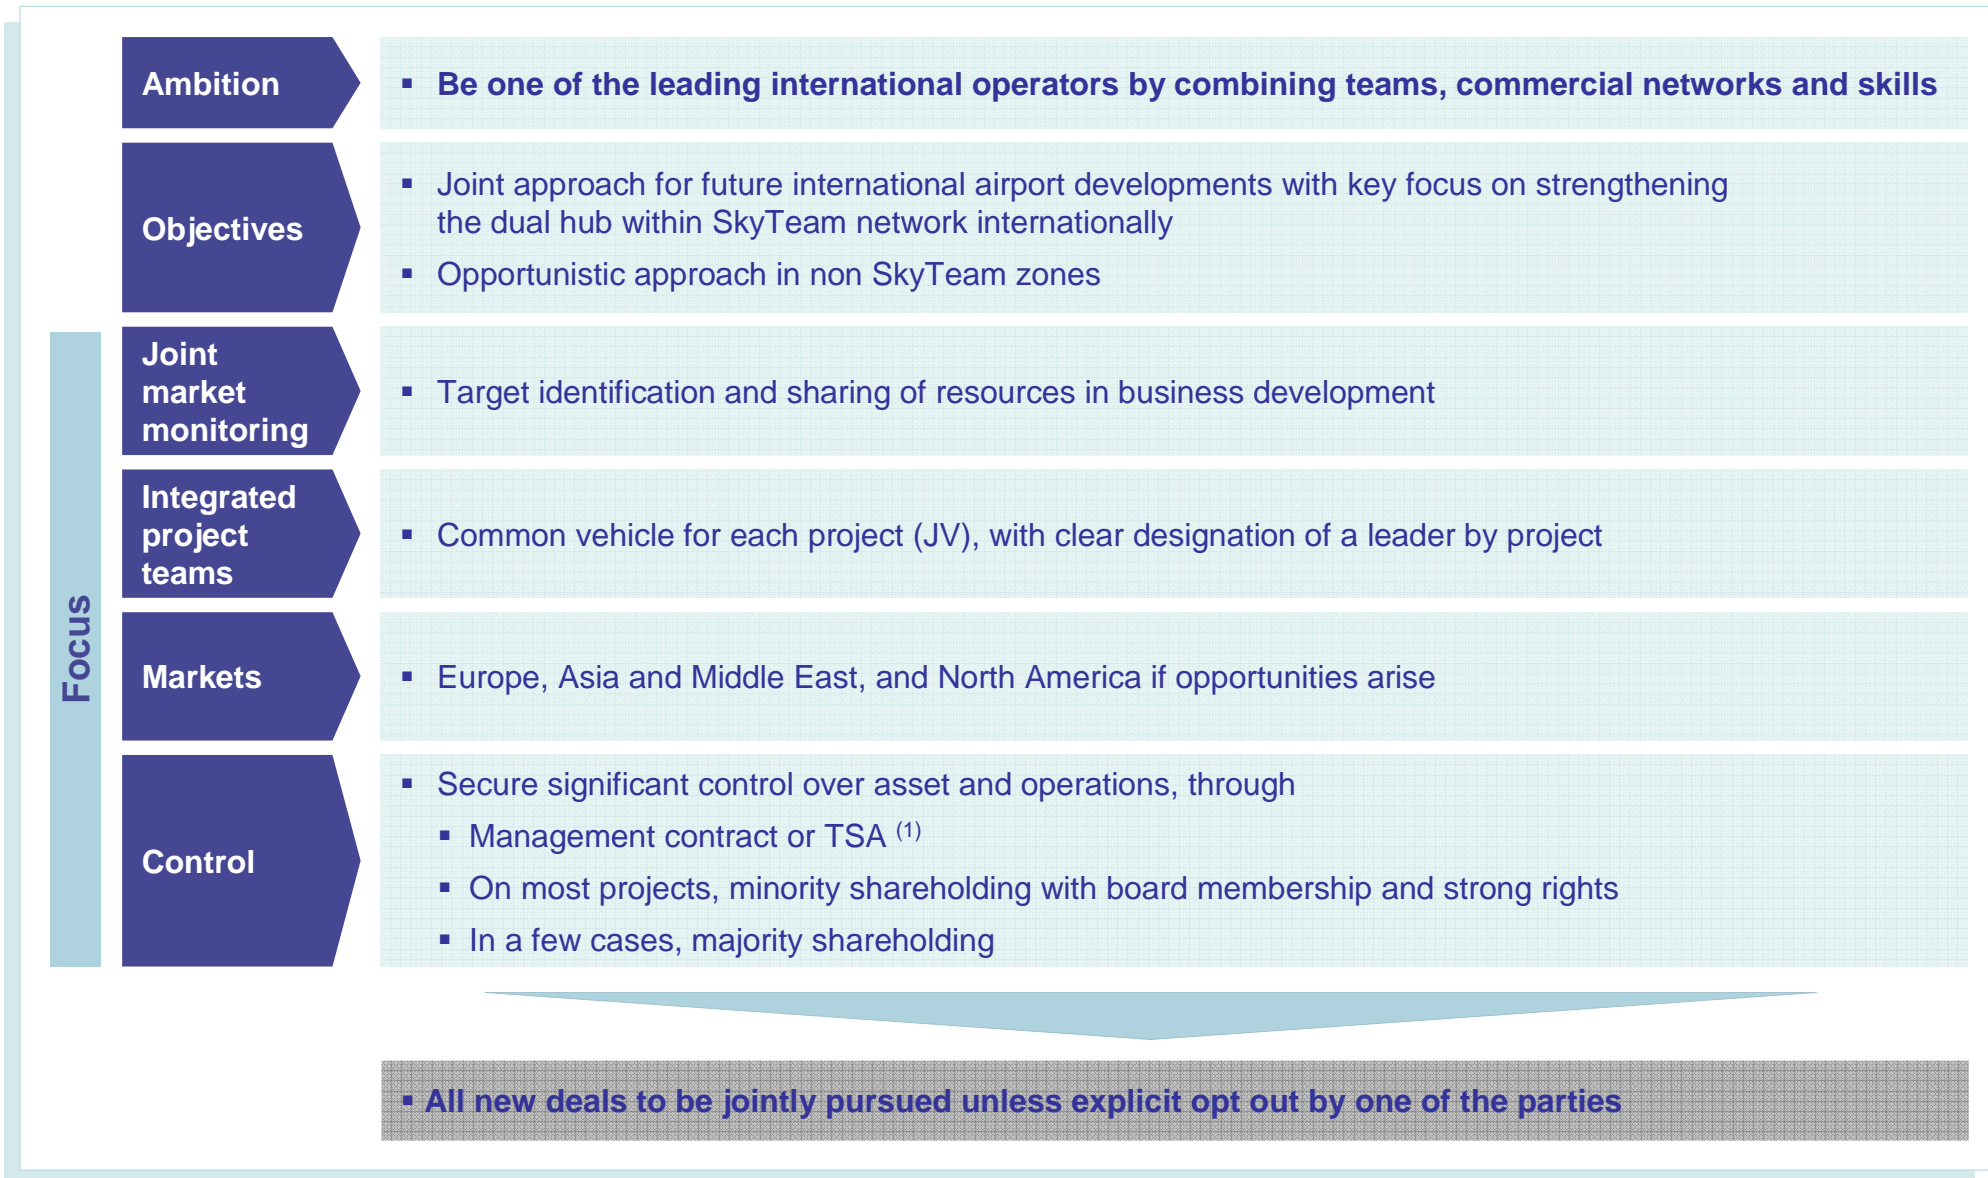 Ambition
▪ Be one of the leading international operators by combining teams, commercial networks and skills
Objectives
▪ Joint approach for future international airport developments with key focus on strengthening
the dual hub within SkyTeam network internationally
▪ Opportunistic approach in non SkyTeam zones
Focus
Joint
market
monitoring
▪ Target identification and sharing of resources in business development
Integrated
project
teams
▪ Common vehicle for each project (JV), with clear designation of a leader by project
Markets
▪ Europe, Asia and Middle East, and North America if opportunities arise
Control
▪ Secure significant control over asset and operations, through
▪ Management contract or TSA (1)
▪ On most projects, minority shareholding with board membership and strong rights
▪ In a few cases, majority shareholding
▪ All new deals to be jointly pursued unless explicit opt out by one of the parties